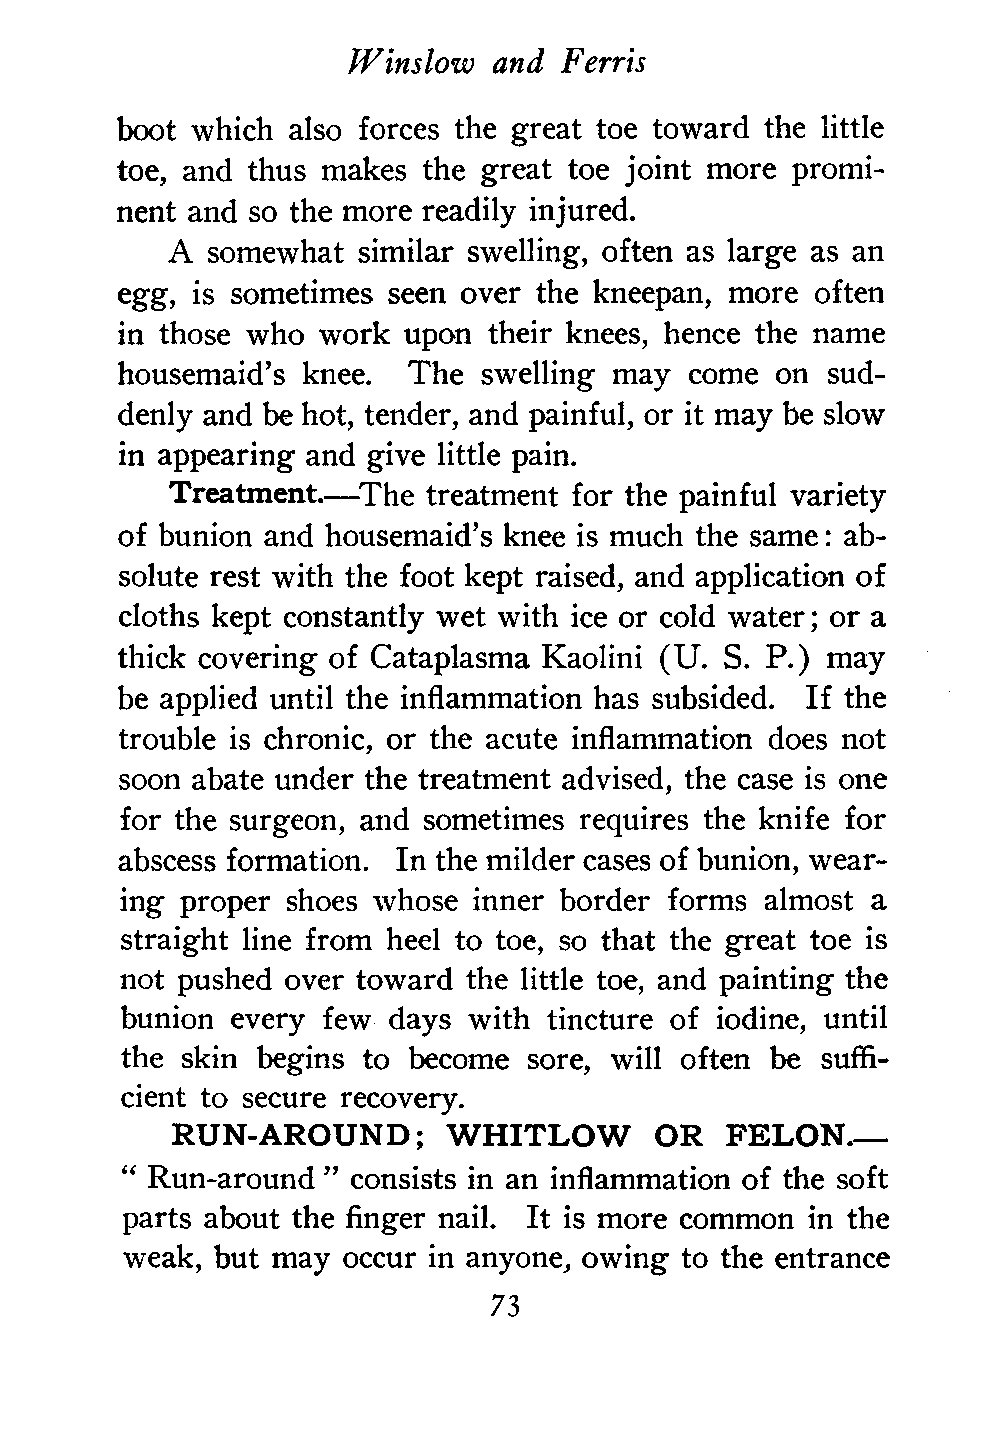 Winslow and Ferris
boot which also forces the great toe toward the little
toe, and thus makes the great toe joint more promi-
nent and so the more readily injured.
A somewhat similar swelling, often as large as an
egg, is sometimes seen over the kneepan, more often
in those who work upon their knees, hence the name
housemaid's knee. The swelling may come on sud-
denly and be hot, tender, and painful, or it may be slow
in appearing and give little pain.
Treatment.—The treatment for the painful variety
of bunion and housemaid's knee is much the same: ab-
solute rest with the foot kept raised, and application of
cloths kept constantly wet with ice or cold water; or a
thick covering of Cataplasma Kaolini (U. S. P.) may
be applied until the inflammation has subsided. If the
trouble is chronic, or the acute inflammation does not
soon abate under the treatment advised, the case is one
for the surgeon, and sometimes requires the knife for
abscess formation. In the milder cases of bunion, wear-
ing proper shoes whose inner border forms almost a
straight line from heel to toe, so that the great toe is
not pushed over toward the little toe, and painting the
bunion every few days with tincture of iodine, until
the skin begins to become sore, will often be suffi-
cient to secure recovery.
RUN-AROUND; WHITLOW OR FELON.—
“ Run-around ” consists in an inflammation of the soft
parts about the finger nail. It is more common in the
weak, but may occur in anyone, owing to the entrance
73